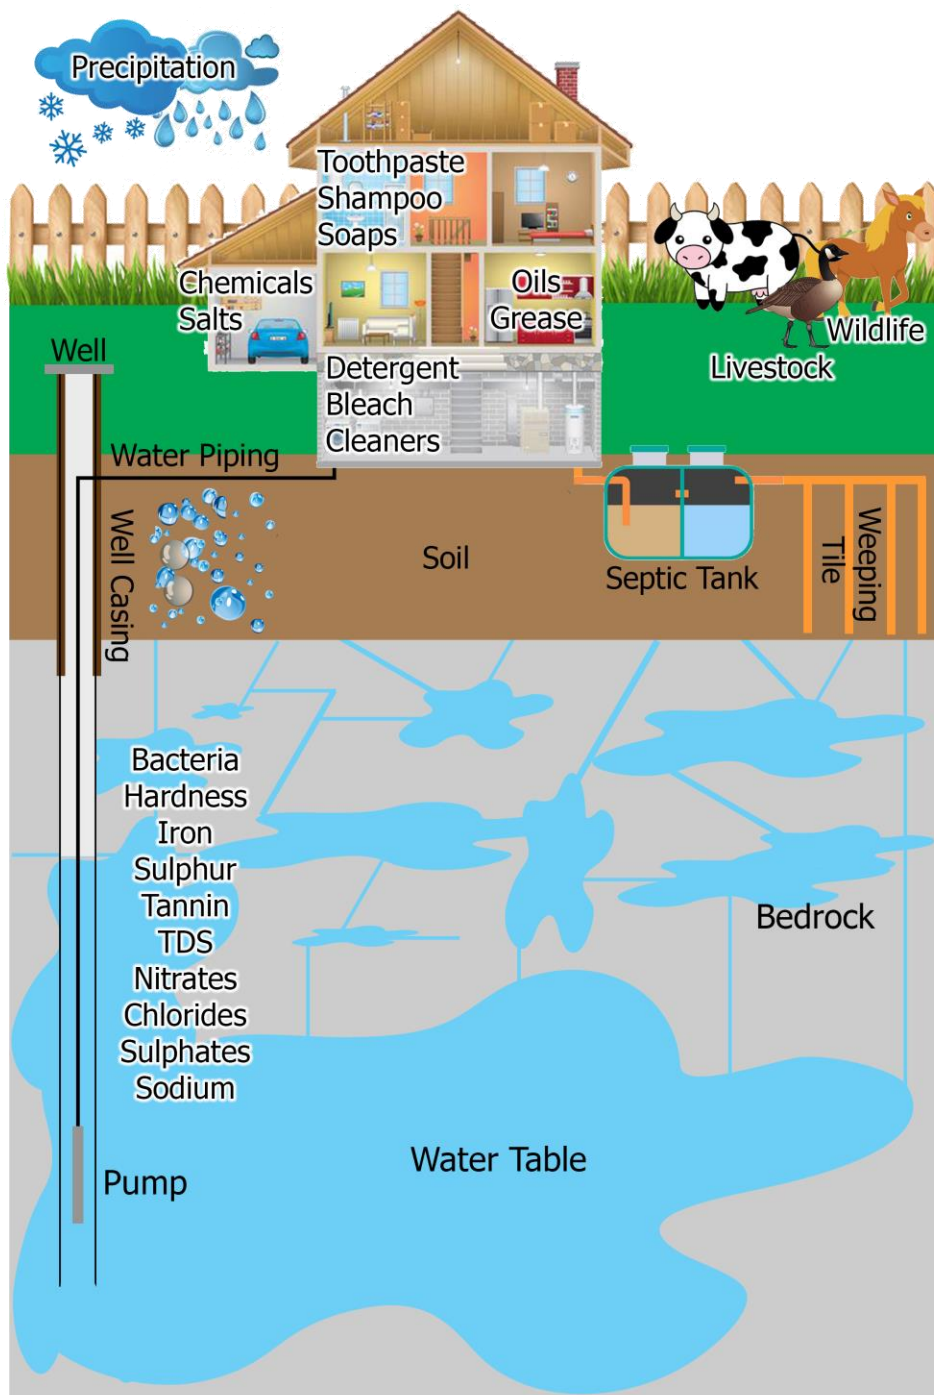 Precipitation
Toothpaste
Shampoo
Soaps
Chemicals
Salts
Oils
Grease
Wildlife
Livestock
Well
Detergent
Bleach
Cleaners
Water Piping
Well Casing
Soil
Septic Tank
Weeping
Tile
Bacteria
Hardness
Iron
Sulphur
Tannin
TDS
Nitrates
Chlorides
Sulphates
Sodium
Bedrock
Water Table
Pump